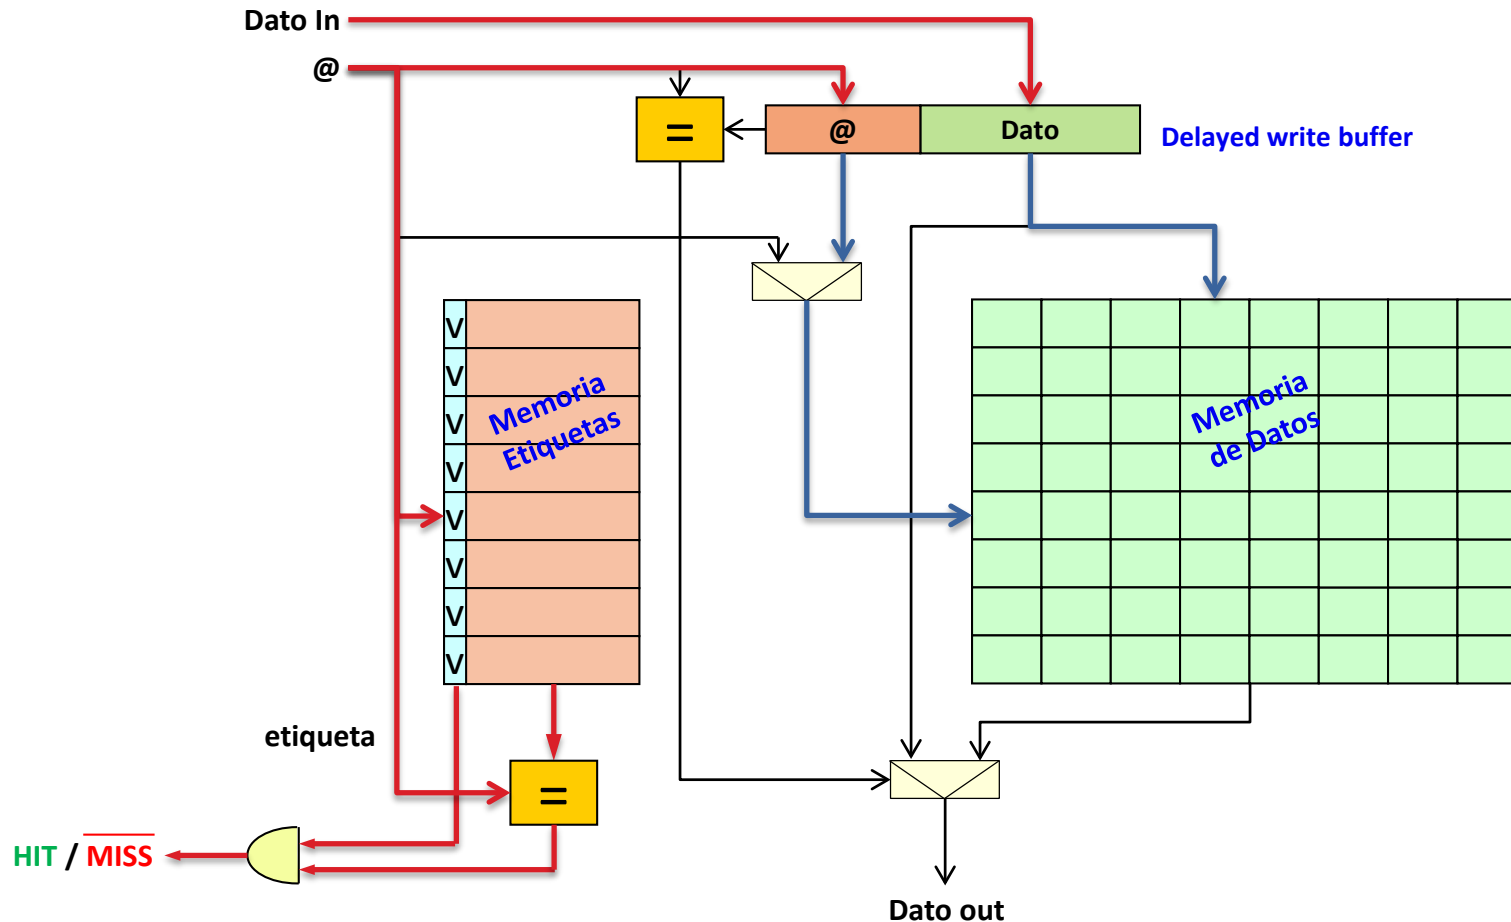 Dato In
@
=
@
Dato
Delayed write buffer
V
V
V
V
V
V
V
V
Memoria
Etiquetas
Memoria
de Datos
etiqueta
=
HIT / MISS
Dato out